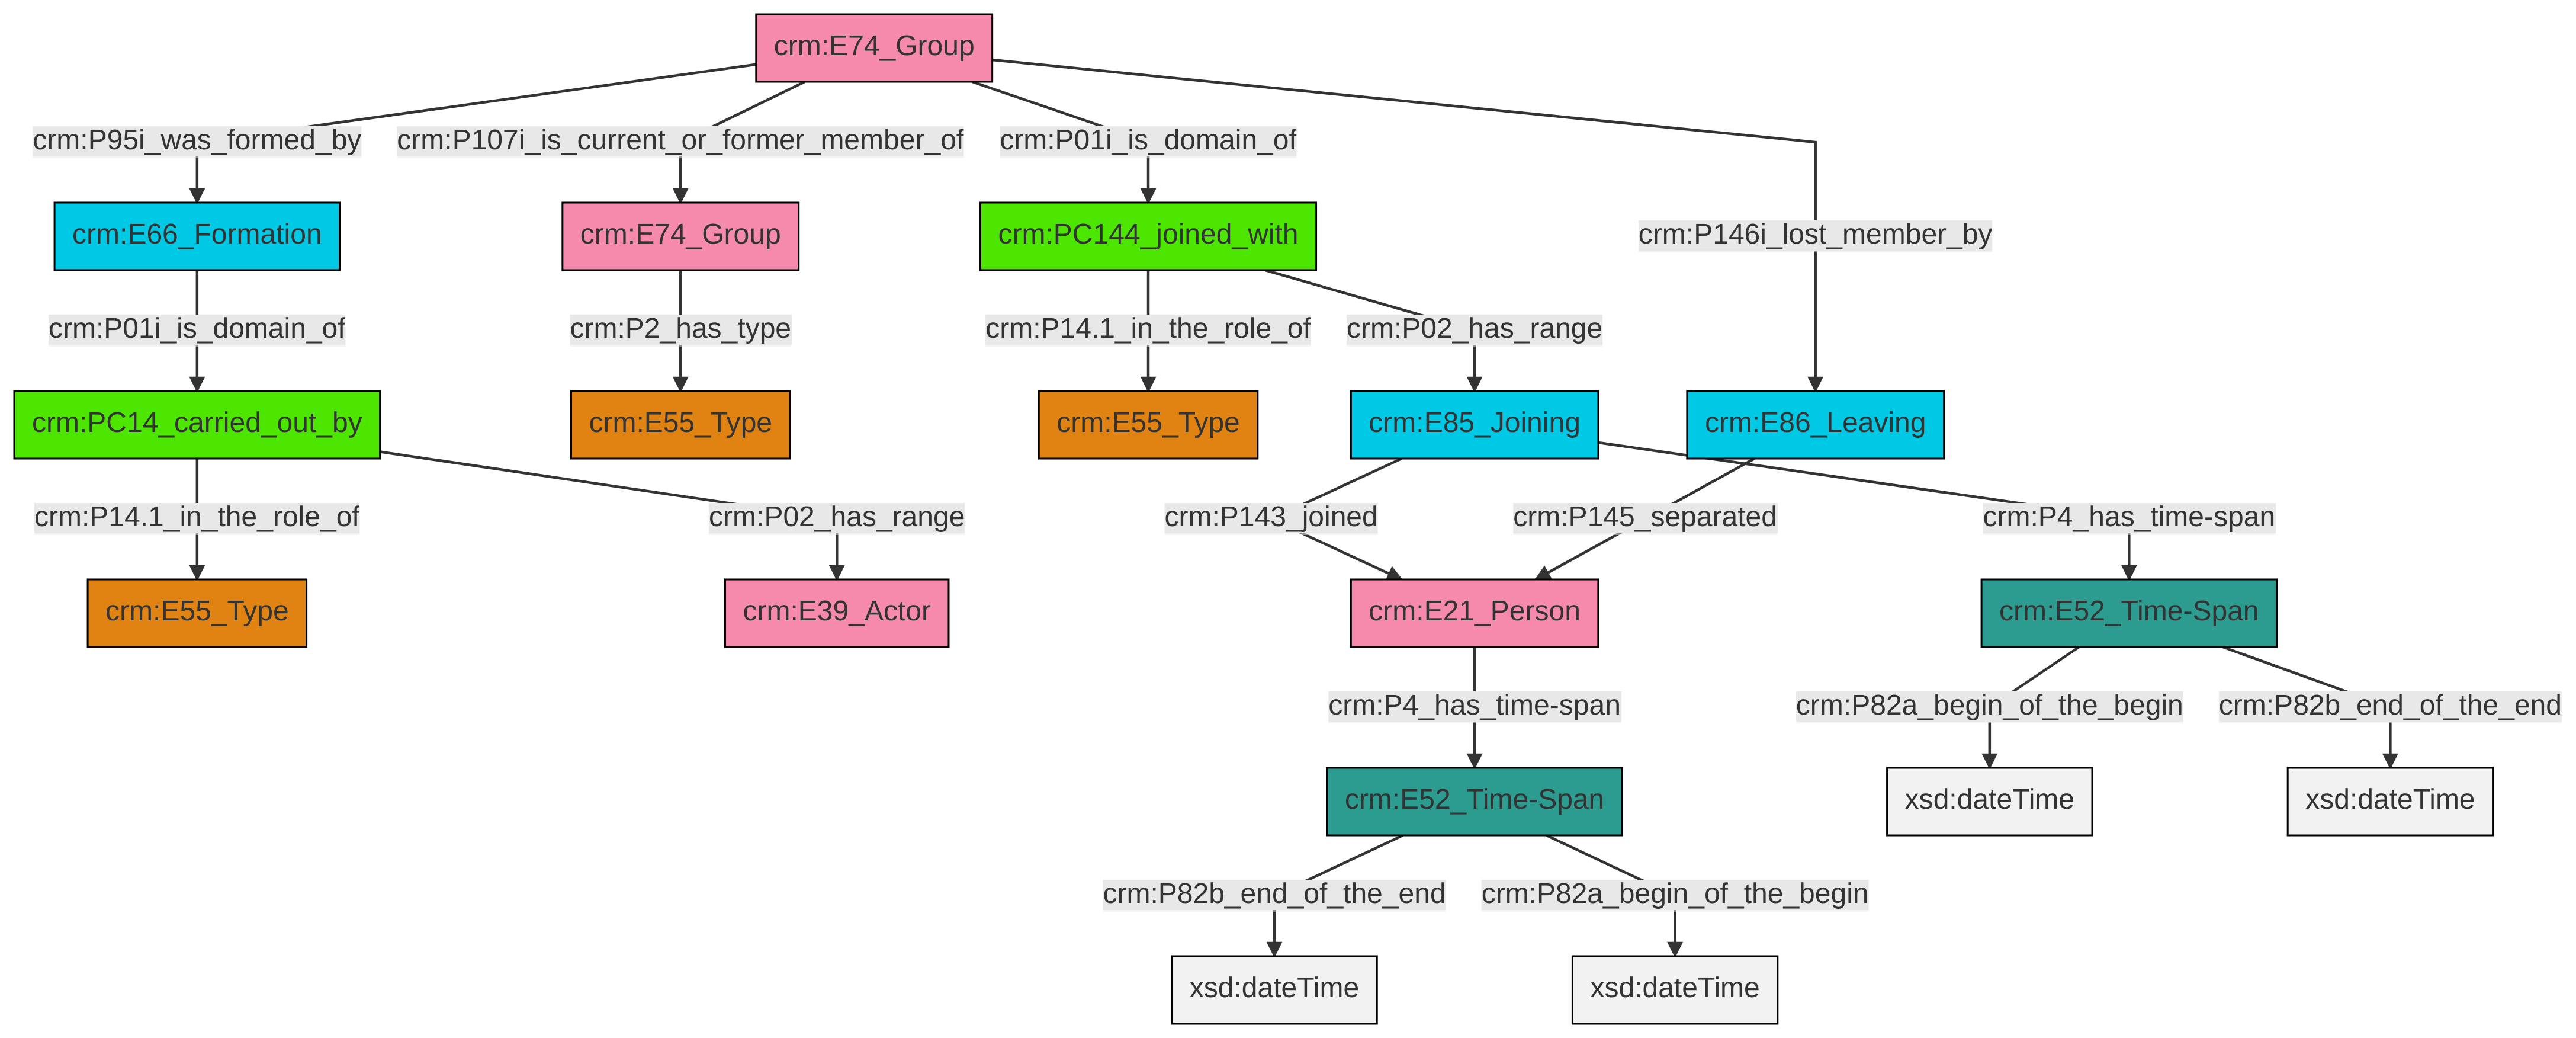 crm:E74_Group
crm:P95i_was_formed_by
crm:P107i_is_current_or_former_member_of
crm:P01i_is_domain_of
crm:E66_Formation
crm:E74_Group
crm:PC144_joined_with
crm:P146i_lost_member_by
crm:P01i_is_domain_of
crm:P2_has_type
crm:P14.1_in_the_role_of
crm:P02_has_range
crm:PC14_carried_out_by
crm:E55_Type
crm:E55_Type
crm:E85_Joining
crm:E86_Leaving
crm:P14.1_in_the_role_of
crm:P02_has_range
crm:P143_joined
crm:P145_separated
crm:P4_has_time-span
crm:E55_Type
crm:E39_Actor
crm:E21_Person
crm:E52_Time-Span
crm:P4_has_time-span
crm:P82a_begin_of_the_begin
crm:P82b_end_of_the_end
crm:E52_Time-Span
xsd:dateTime
xsd:dateTime
crm:P82b_end_of_the_end
crm:P82a_begin_of_the_begin
xsd:dateTime
xsd:dateTime